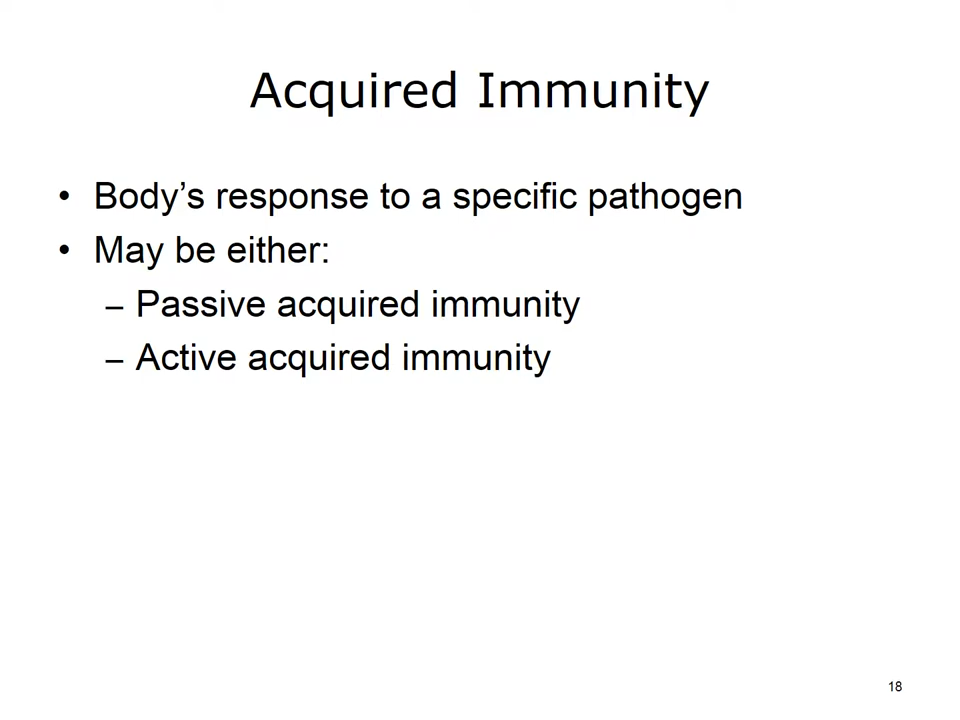 Acquired Immunity
• Body’s response to a specific pathogen
• May be either:
– Passive acquired immunity
– Active acquired immunity
18